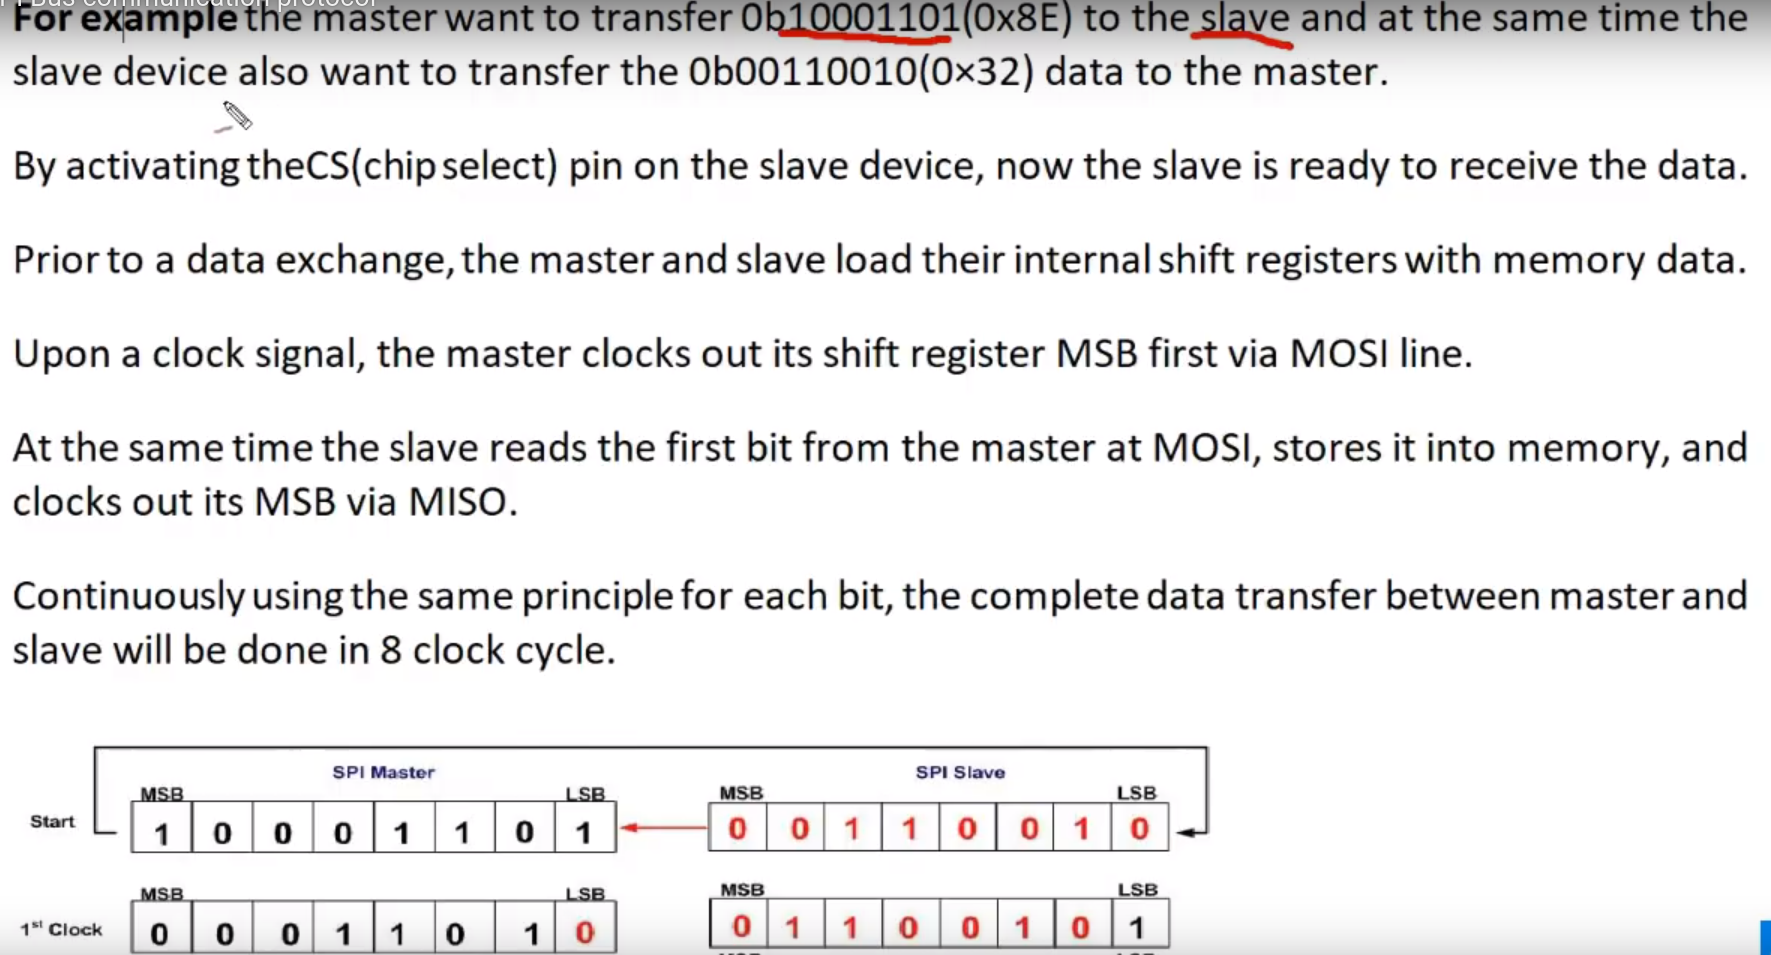 Bus communication protocol
For example the master want to transfer 0b10001101(0x8E) to the slave and at the same time the
slave device also want to transfer the 0b00110010(0×32) data to the master.
By activating theCS(chip select) pin on the slave device, now the slave is ready to receive the data.
Prior to a data exchange, the master and slave load their internal shift registers with memory data.
Upon a clock signal, the master clocks out its shift register MSB first via MOSI line.
At the same time the slave reads the first bit from the master at MOSI, stores it into memory, and
clocks out its MSB via MISO.
Continuously using the same principle for each bit, the complete data transfer between master and
slave will be done in 8 clock cycle.
SPI Master SPI Slave
MSB LSB MSB LSB
Start 1 0 0 0 1 1 0 1 0 0 1 1 0 0 1 0
MSB LSB MSB LSB
1st Clock 0 0 0 1 1 0 1 0 0 1 1 0 0 1 0 1